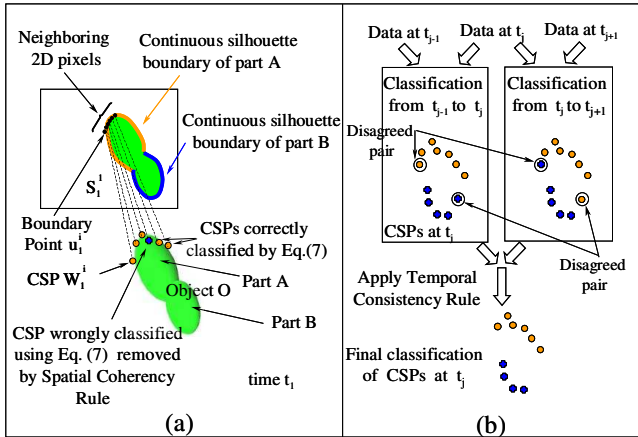 Neighboring
2D pixels
Continuous silhouette
boundary of part A
Continuous silhouette
boundary of part B
S₁ⁱ
Boundary
Point u₁ⁱ
CSP W₁ⁱ
CSPs correctly
classified by Eq.(7)
Part A
Object O
Part B
CSP wrongly classified
using Eq. (7) removed
by Spatial Coherency
Rule
time t₁
(a)
Data at tⱼ₋₁
Data at tⱼ
Data at tⱼ₊₁
Classification
from tⱼ₋₁ to tⱼ
Classification
from tⱼ to tⱼ₊₁
Disagreed
pair
CSPs at tⱼ
Disagreed
pair
Apply Temporal
Consistency Rule
Final classification
of CSPs at tⱼ
(b)